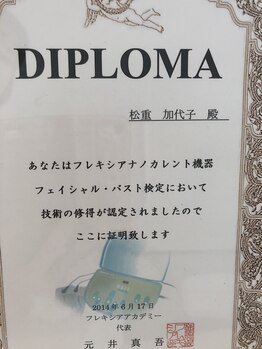 DIPLOMA
松重 加代子 殿
あなたはフレキシアナノカレント機器
フェイシャル・バスト検定において
技術の修得が認定されましたので
ここに証明致します
2014年6月17日
フレキシアアカデミー
代表
元井真吾